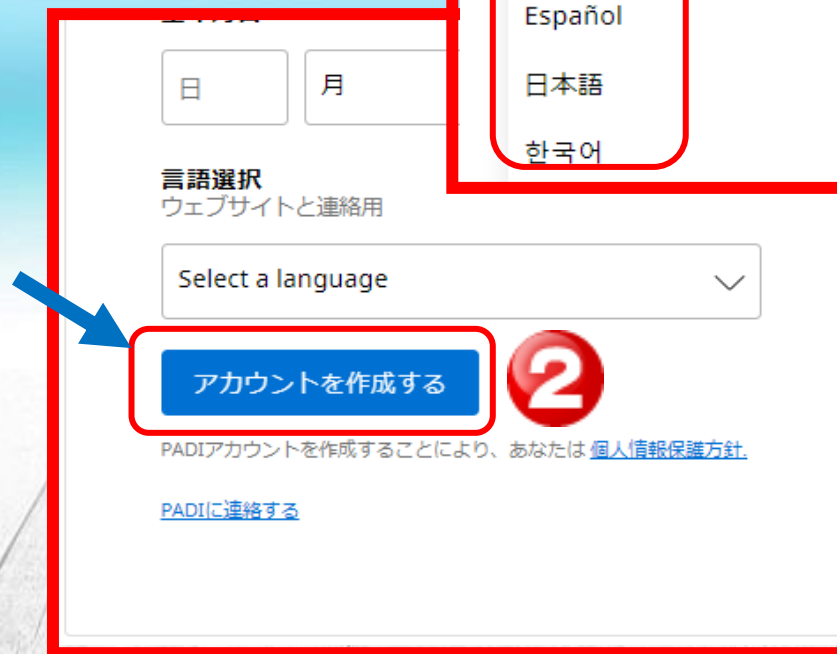 Español
日本語
한국어
日
月
言語選択
ウェブサイトと連絡用
Select a language
アカウントを作成する
2
PADIアカウントを作成することにより、あなたは 個人情報保護方針.
PADIに連絡する